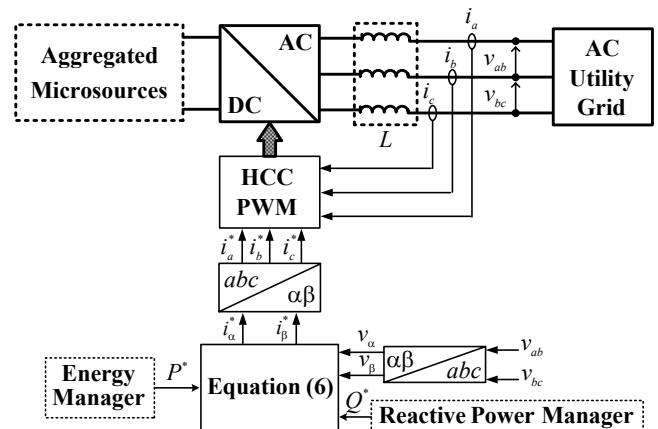 Aggregated
Microsources
AC
DC
L
i_a
i_b
i_c
v_ab
v_bc
AC
Utility
Grid
HCC
PWM
i_a^* i_b^* i_c^*
abc
αβ
i_α^* i_β^*
Energy
Manager
P^*
Equation (6)
v_α
v_β
αβ
abc
v_ab
v_bc
Q^*
Reactive Power Manager